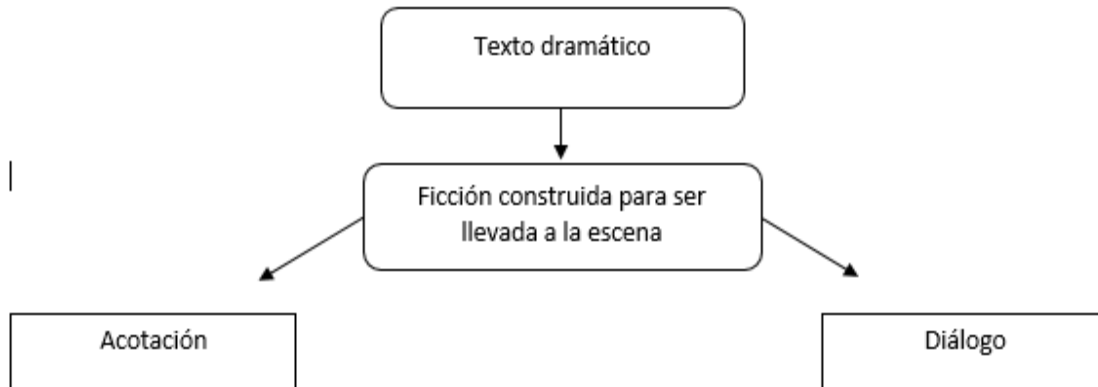 Texto dramático
Ficción construida para ser
llevada a la escena
Acotación
Diálogo